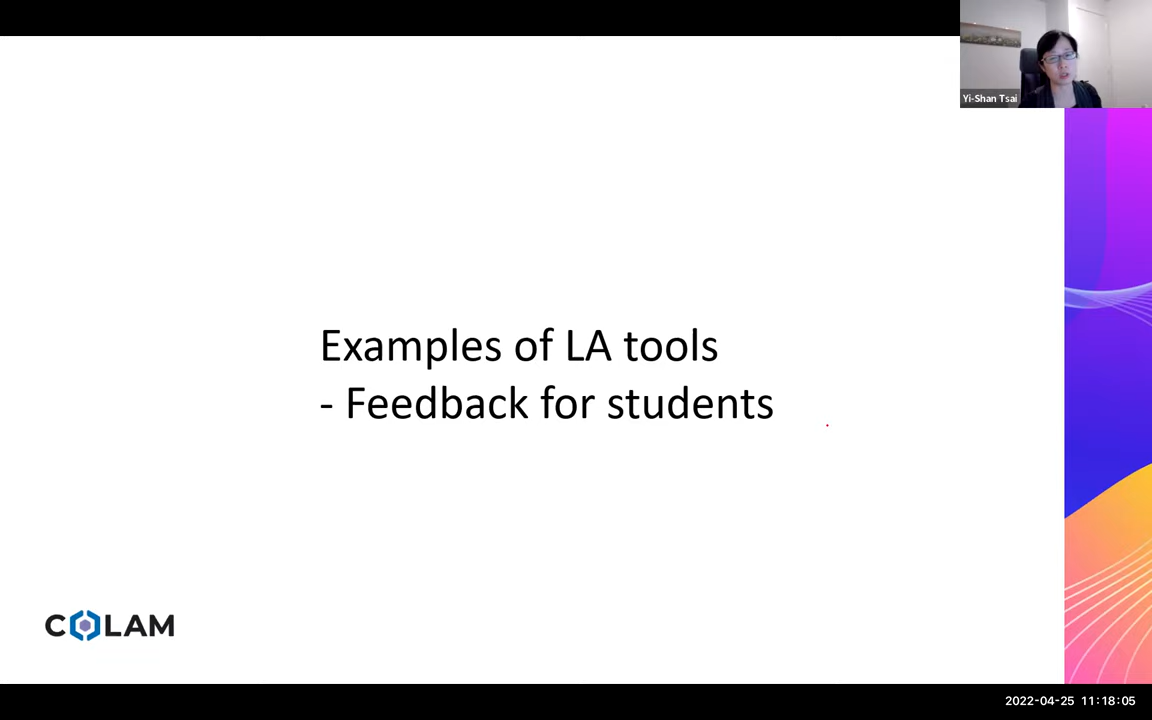 Yi-Shan Tsai
Examples of LA tools
- Feedback for students
COLAM
2022-04-25 11:18:05